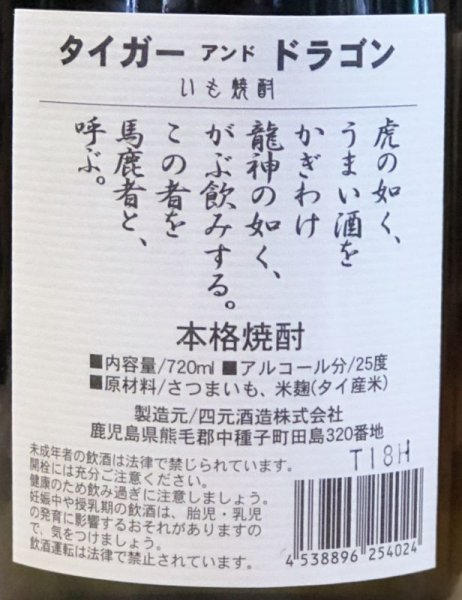 タイガー アンド ドラゴン
いも焼酎
虎の如く、
うまい酒を
かぎわけ
龍神の如く、
がぶ飲みする。
この者を
馬鹿者と、
呼ぶ。
本格焼酎
■内容量/720ml ■アルコール分/25度
■原材料/さつまいも、米麹(タイ産米)
製造元/四元酒造株式会社
鹿児島県熊毛郡中種子町田島320番地
T18H
未成年者の飲酒は法律で禁じられています。
開栓には充分ご注意ください。
健康のため飲み過ぎに注意しましょう。
妊娠中や授乳期の飲酒は、胎児・乳児
の発育に影響するおそれがありますの
で、気をつけましょう。
飲酒運転は法律で禁止されています。
4 538896 254024